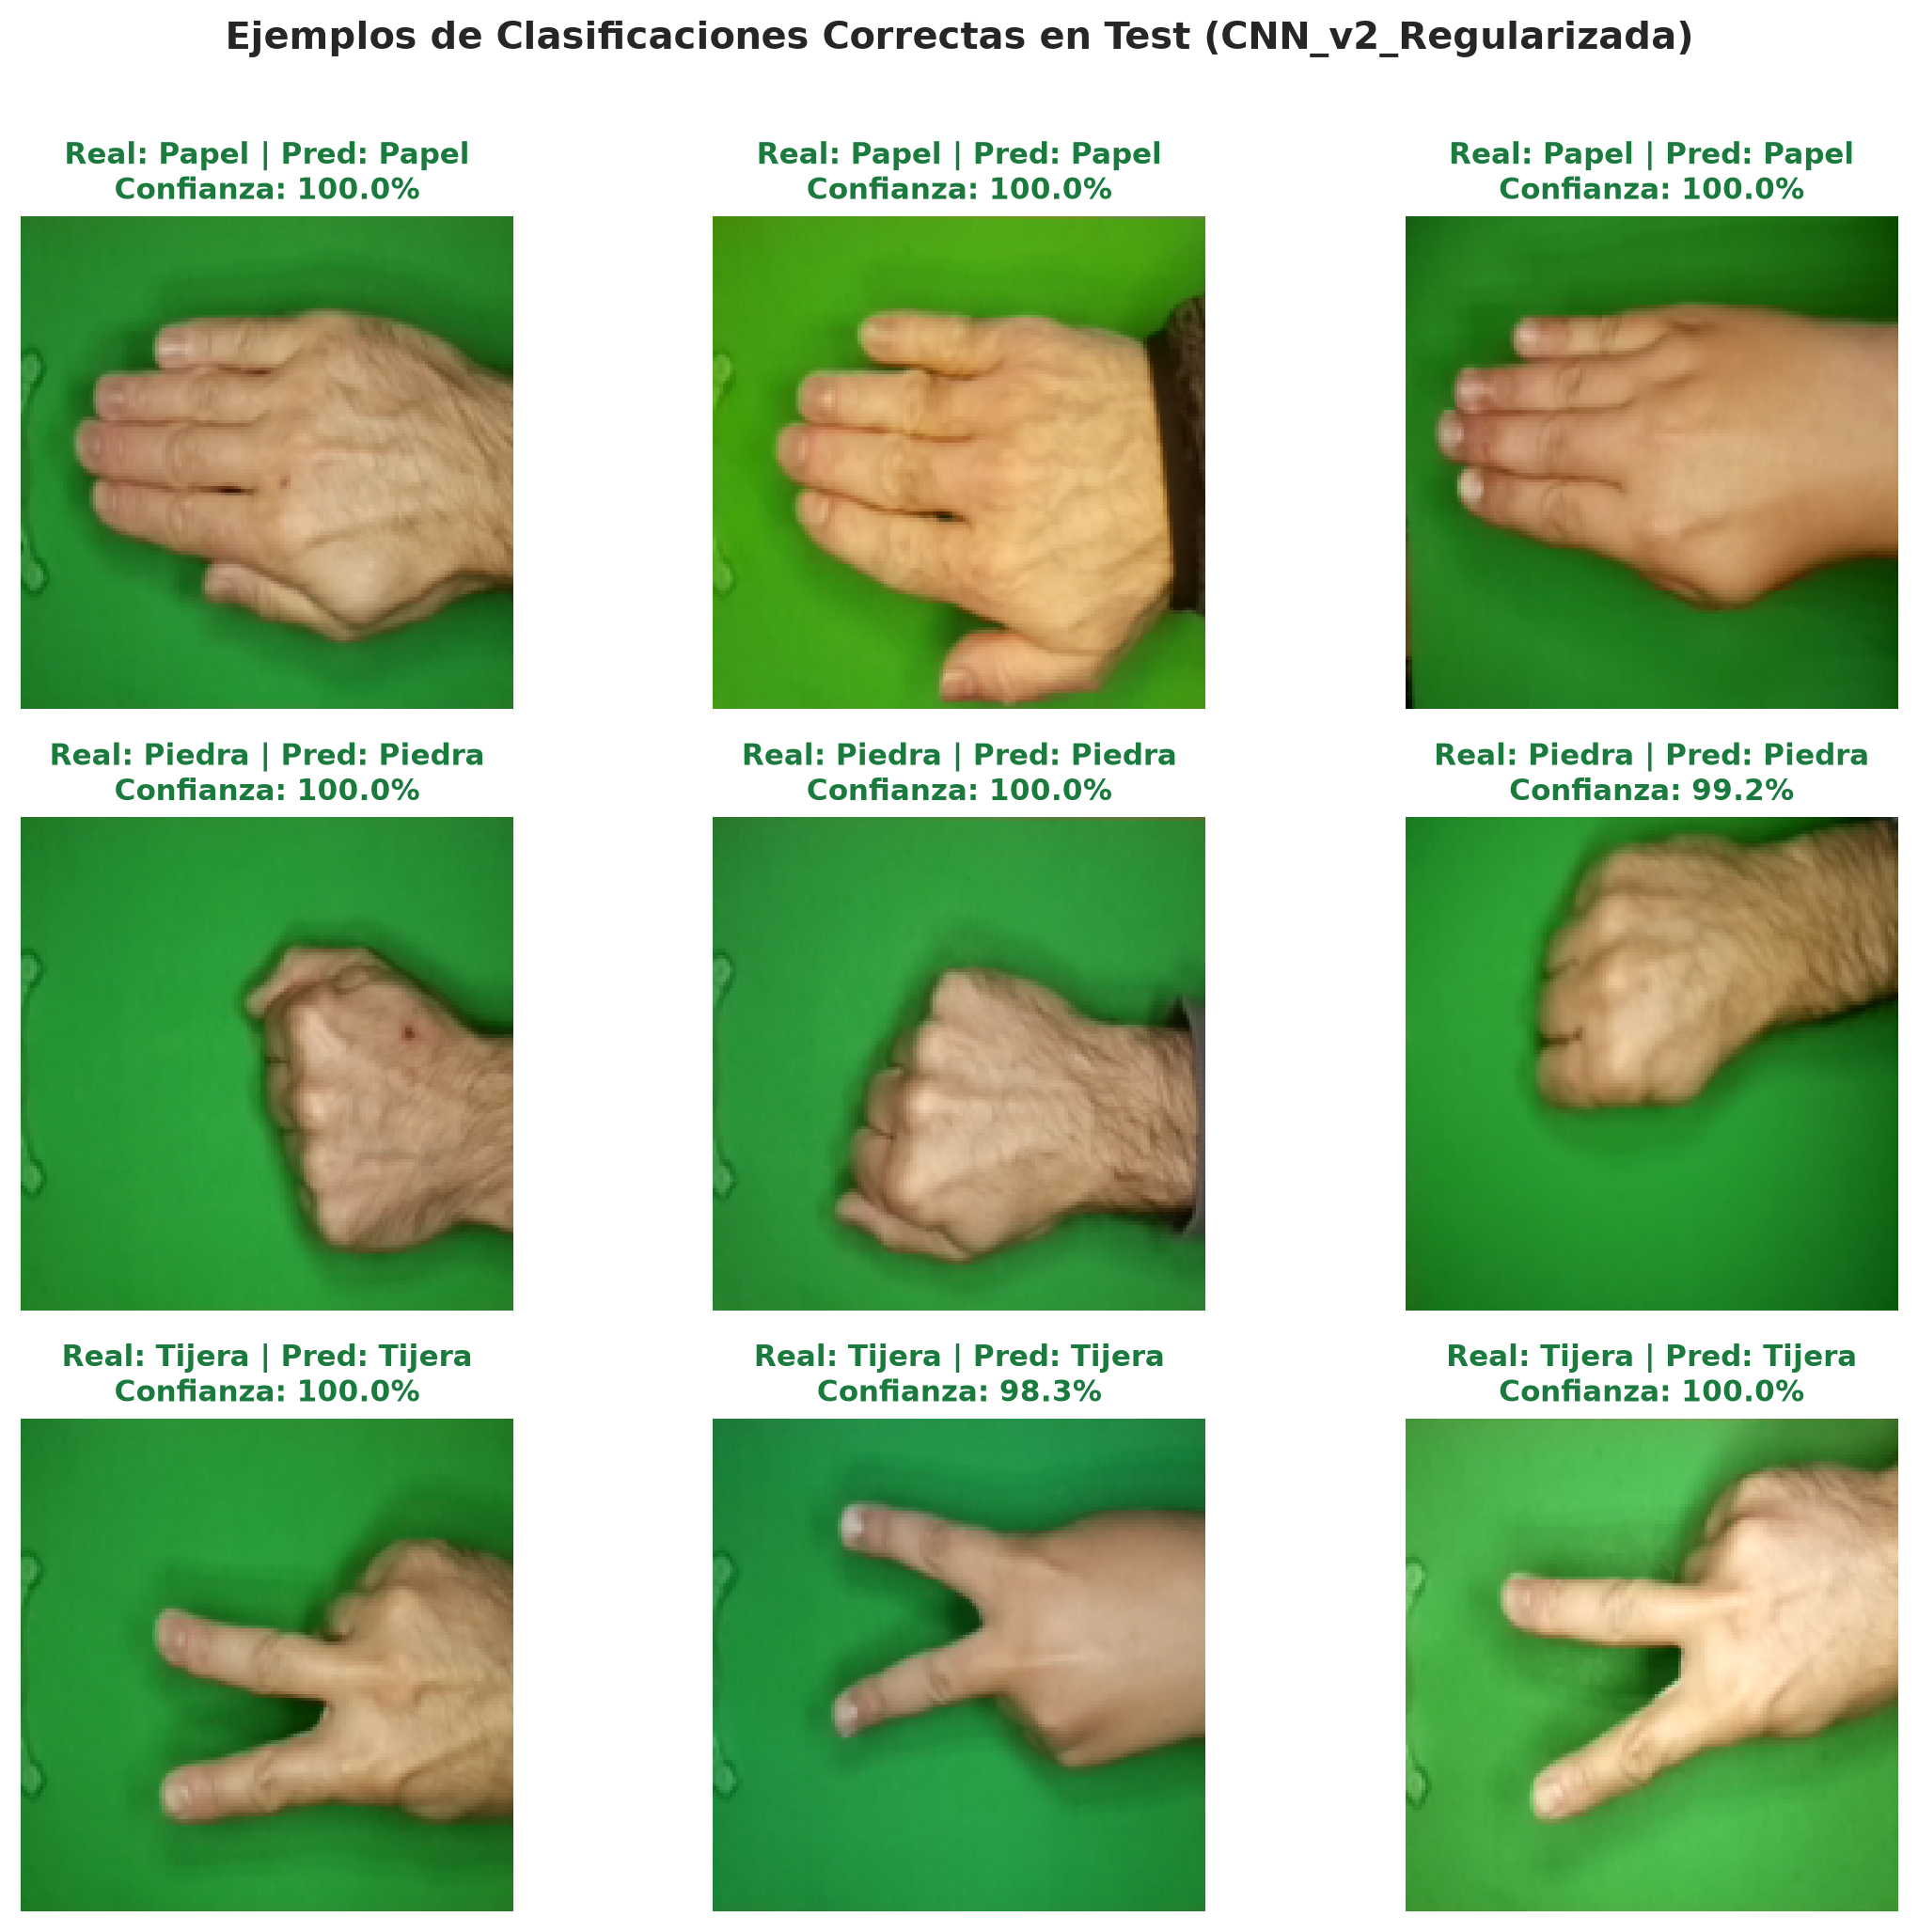 Ejemplos de Clasificaciones Correctas en Test (CNN_v2_Regularizada)
Real: Papel | Pred: Papel
Confianza: 100.0%
Real: Papel | Pred: Papel
Confianza: 100.0%
Real: Papel | Pred: Papel
Confianza: 100.0%
Real: Piedra | Pred: Piedra
Confianza: 100.0%
Real: Piedra | Pred: Piedra
Confianza: 100.0%
Real: Piedra | Pred: Piedra
Confianza: 99.2%
Real: Tijera | Pred: Tijera
Confianza: 100.0%
Real: Tijera | Pred: Tijera
Confianza: 98.3%
Real: Tijera | Pred: Tijera
Confianza: 100.0%